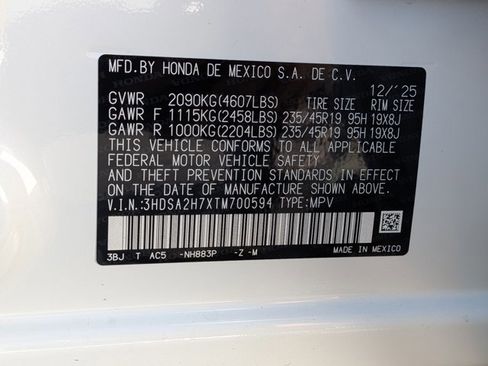 MFD.BY HONDA DE MEXICO S.A. DE C.V.
12/'25
GVWR 2090KG(4607LBS) TIRE SIZE RIM SIZE
GAWR F 1115KG(2458LBS) 235/45R19 95H 19X8J
GAWR R 1000KG(2204LBS) 235/45R19 95H 19X8J
THIS VEHICLE CONFORMS TO ALL APPLICABLE
FEDERAL MOTOR VEHICLE SAFETY
AND THEFT PREVENTION STANDARDS
IN EFFECT ON THE DATE OF
MANUFACTURE SHOWN ABOVE.
V.I.N.:3HDSA2H7XTM700594 TYPE:MPV
3BJ T AC5 -NH883P -Z -M
MADE IN MEXICO